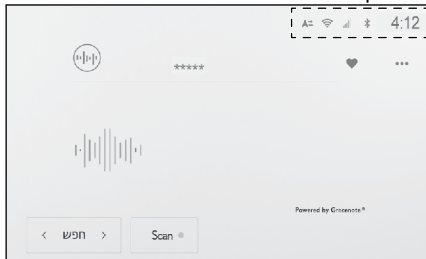 4:12
*****
Powered by Gracenote®
< חפש >
Scan